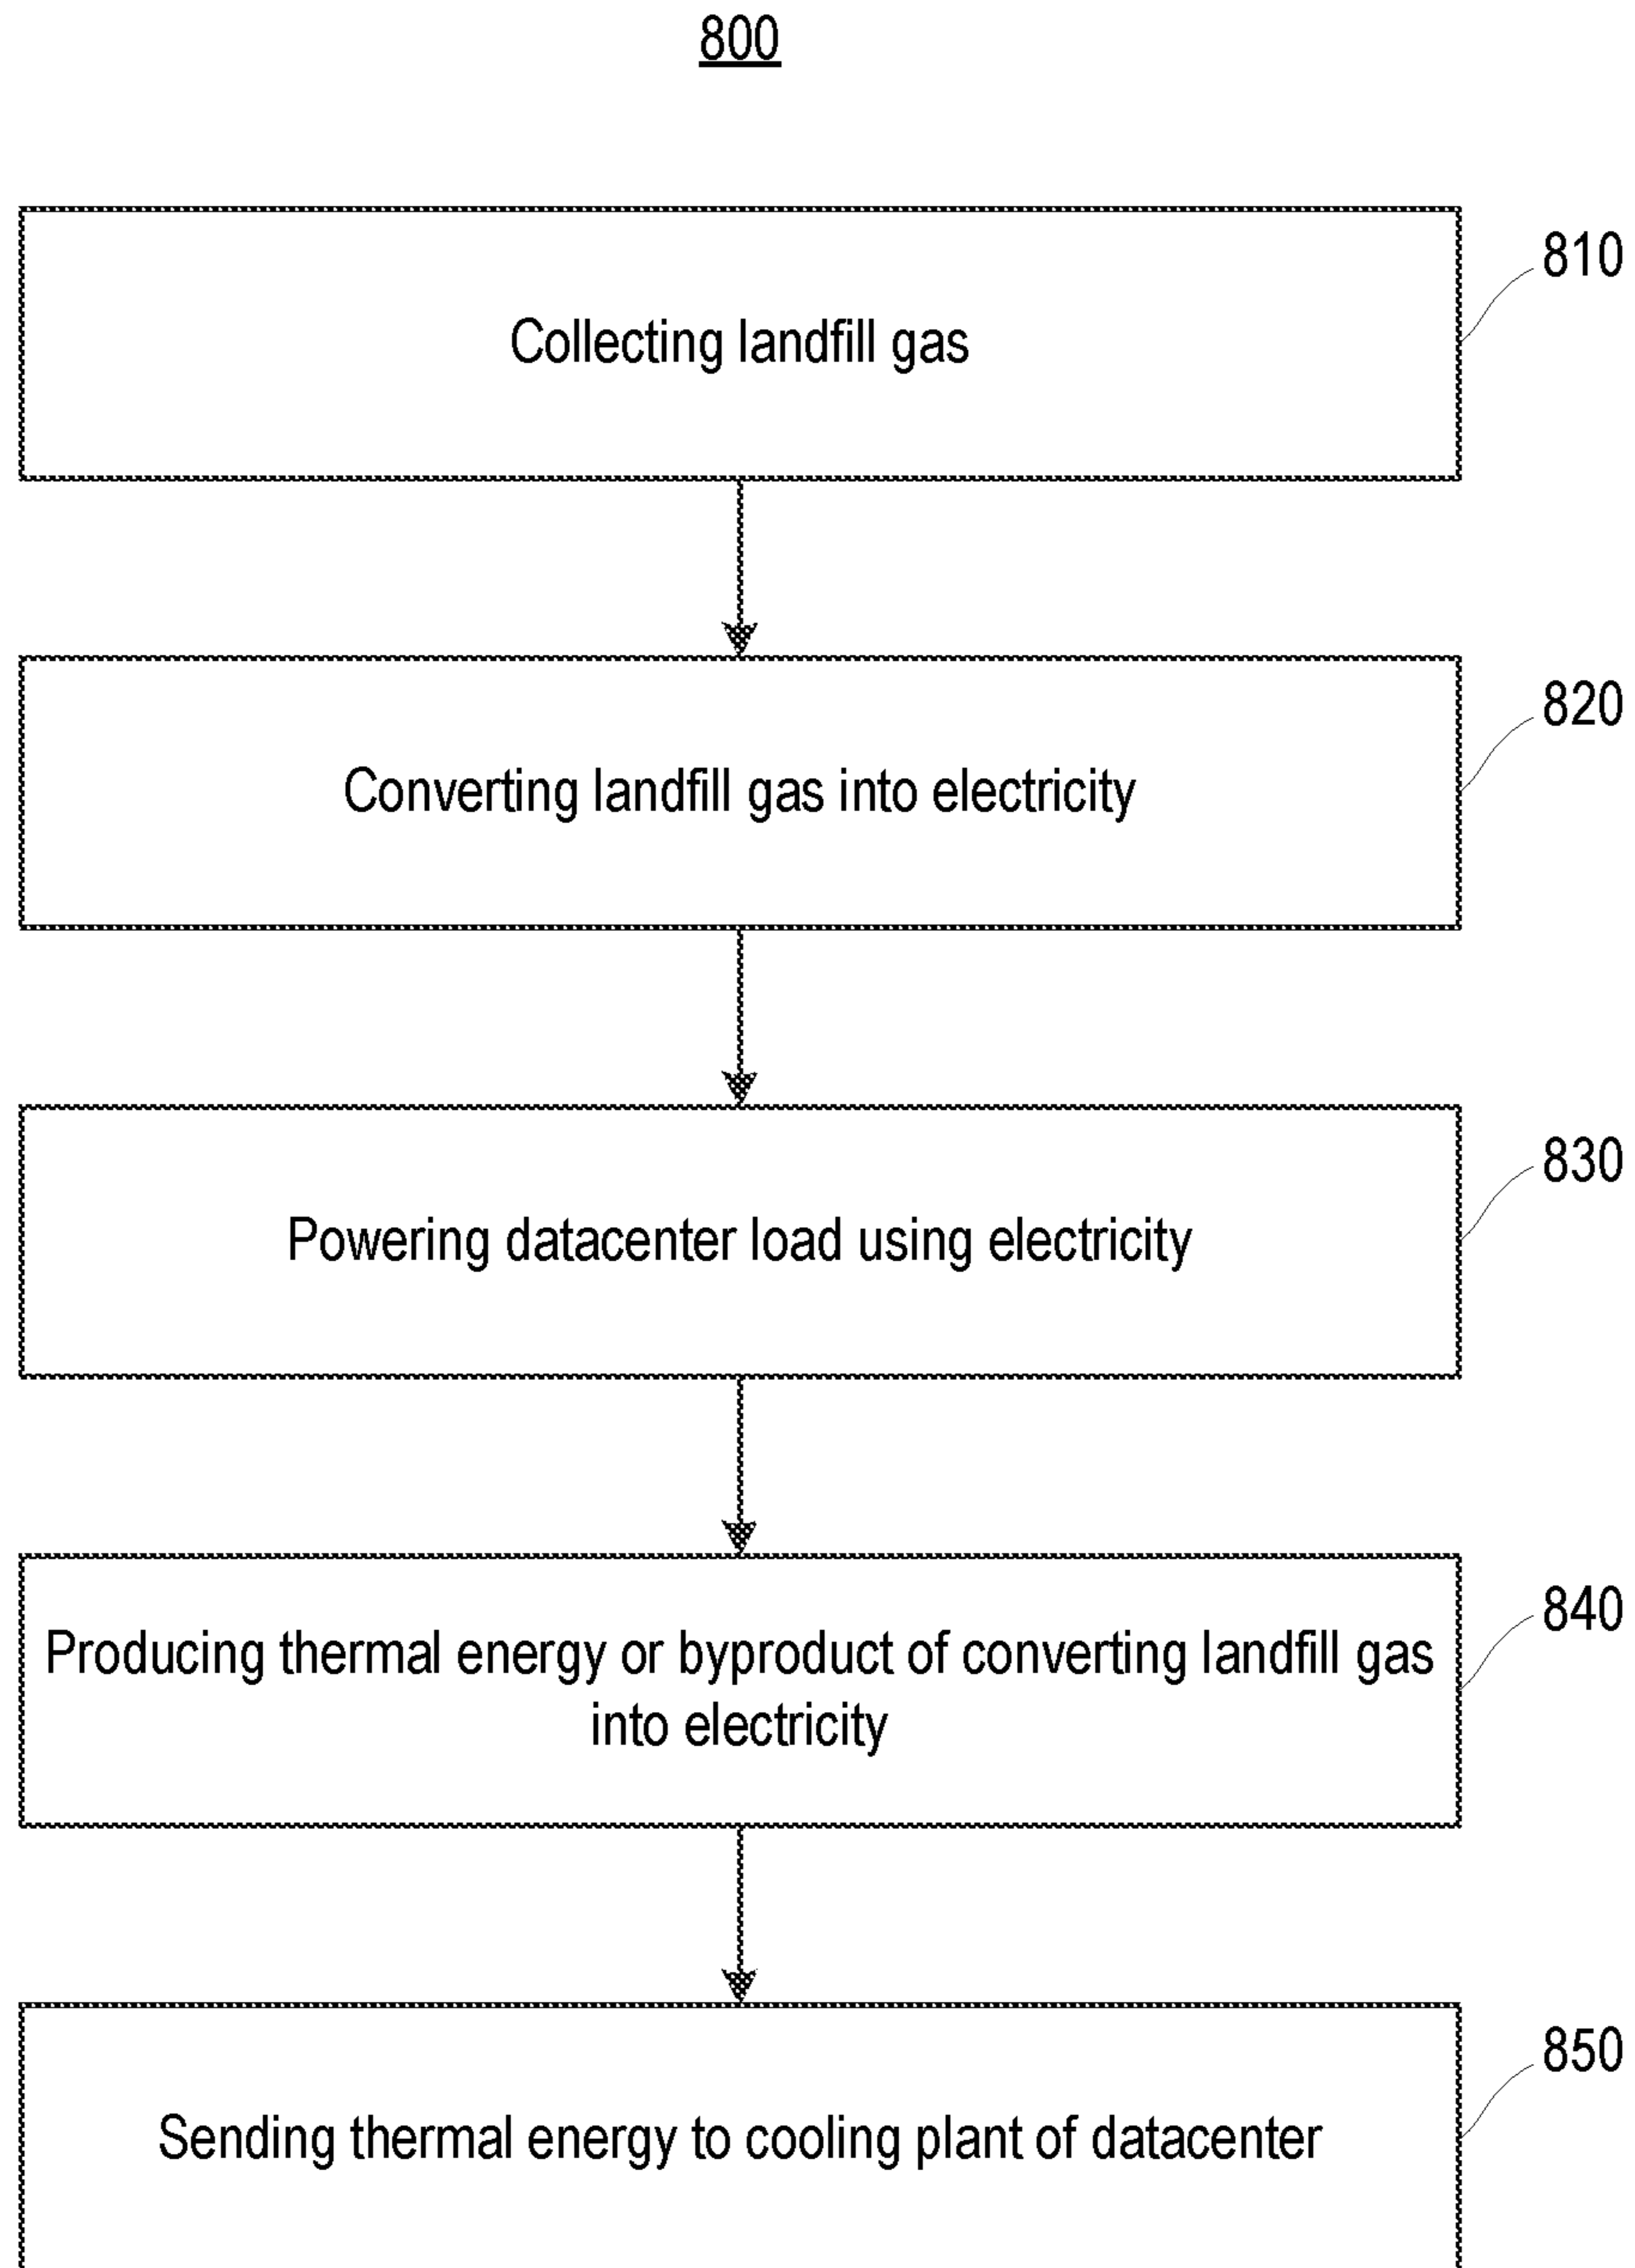 800
Collecting landfill gas
810
Converting landfill gas into electricity
820
Powering datacenter load using electricity
830
Producing thermal energy or byproduct of converting landfill gas
into electricity
840
Sending thermal energy to cooling plant of datacenter
850